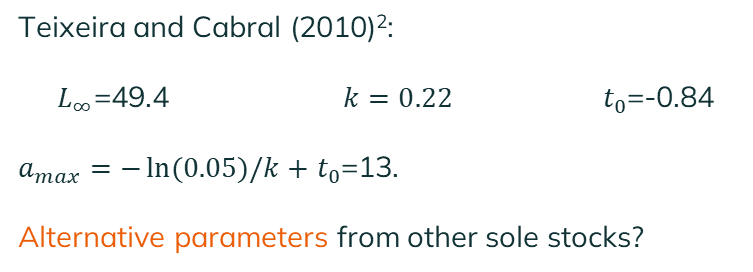 Teixeira and Cabral (2010)²:
L∞=49.4 k = 0.22 t₀=-0.84
aₘₐₓ = − ln(0.05)/k + t₀=13.
Alternative parameters from other sole stocks?